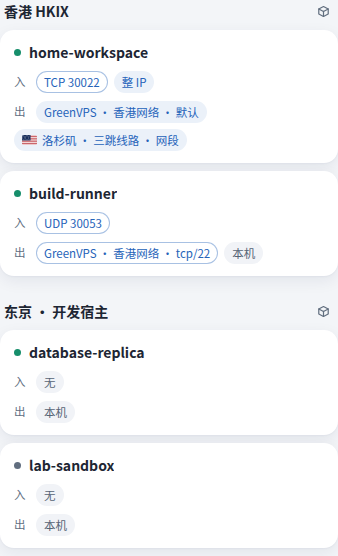 香港 HKIX
home-workspace
入 TCP 30022 整 IP
出 GreenVPS · 香港网络 · 默认
洛杉矶 · 三跳线路 · 网段
build-runner
入 UDP 30053
出 GreenVPS · 香港网络 · tcp/22 本机
东京 · 开发宿主
database-replica
入 无
出 本机
lab-sandbox
入 无
出 本机